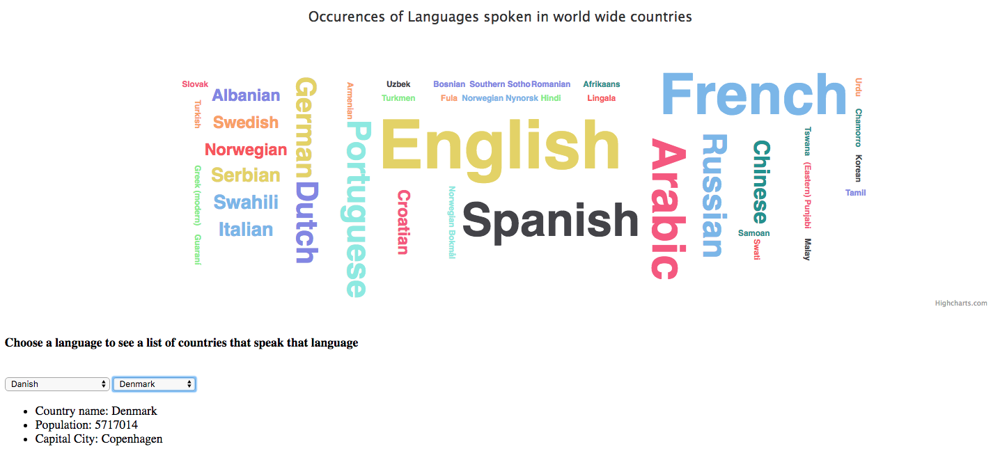 Occurences of Languages spoken in world wide countries
Slovak
Albanian
German
Armenian
Uzbek
Bosnian
Southern Sotho
Romanian
Afrikaans
French
Urdu
Turkish
Turkmen
Fula
Norwegian Nynorsk
Hindi
Lingala
Swedish
Portuguese
English
Chamorro
Tswana
Norwegian
Arabic
Russian
Chinese
Korean
Greek (modern)
Serbian
Dutch
(Eastern) Punjabi
Tamil
Swahili
Croatian
Norwegian Bokmål
Spanish
Italian
Samoan
Guaraní
Swati
Malay
Highcharts.com
Choose a language to see a list of countries that speak that language
Danish Denmark
• Country name: Denmark
• Population: 5717014
• Capital City: Copenhagen